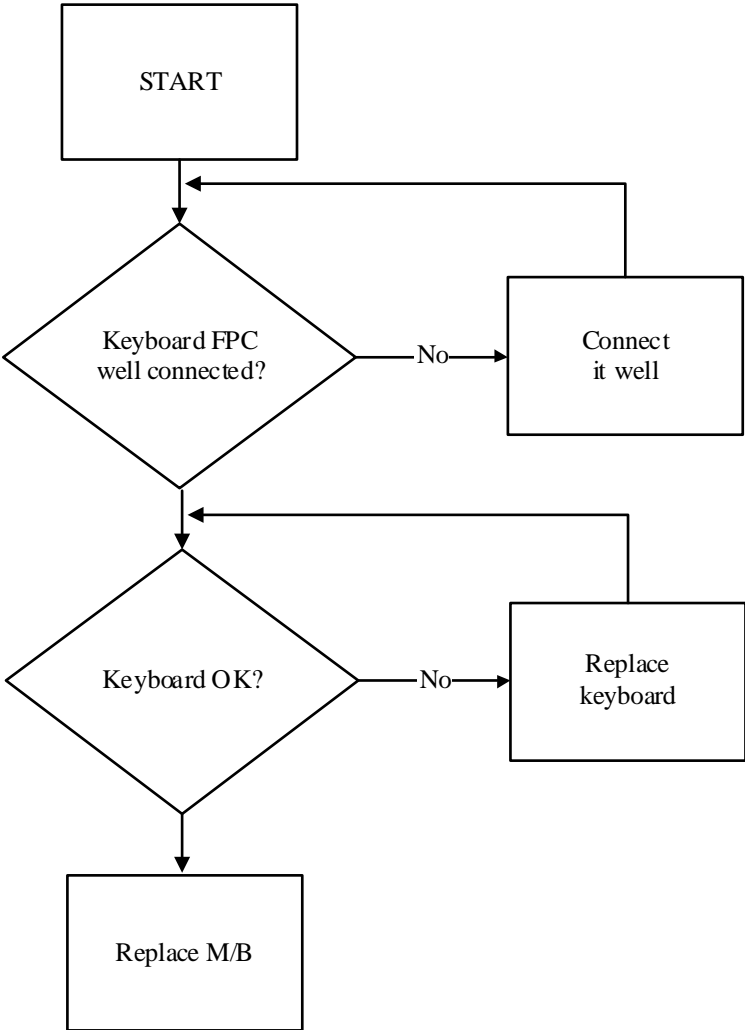 START
Keyboard FPC
well connected?
No
Connect
it well
Keyboard OK?
No
Replace
keyboard
Replace M/B